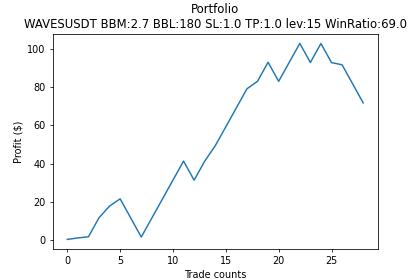 Portfolio
WAVESUSDT BBM:2.7 BBL:180 SL:1.0 TP:1.0 lev:15 WinRatio:69.0
100
80
60
40
20
0
Profit ($)
0 5 10 15 20 25
Trade counts